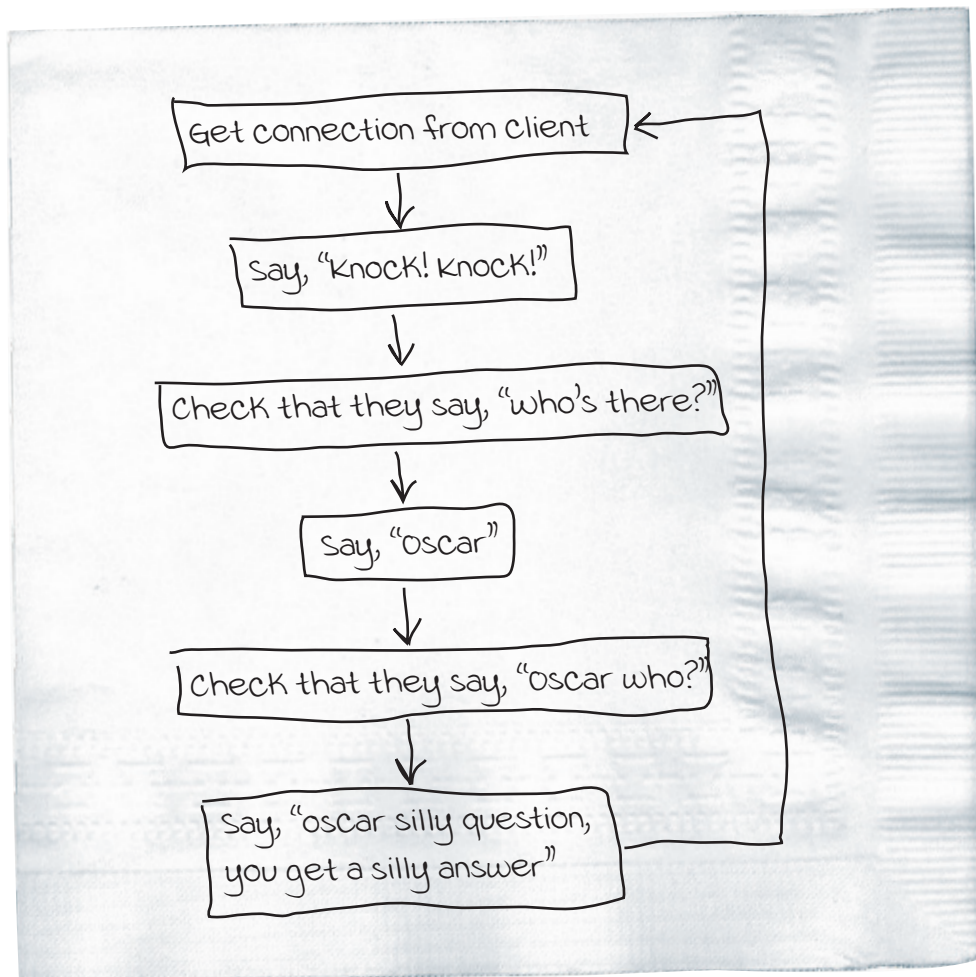 Get connection from client
Say, “Knock! Knock!”
Check that they say, “Who’s there?”
Say, “Oscar”
Check that they say, “Oscar who?”
Say, “Oscar silly question,
you get a silly answer”